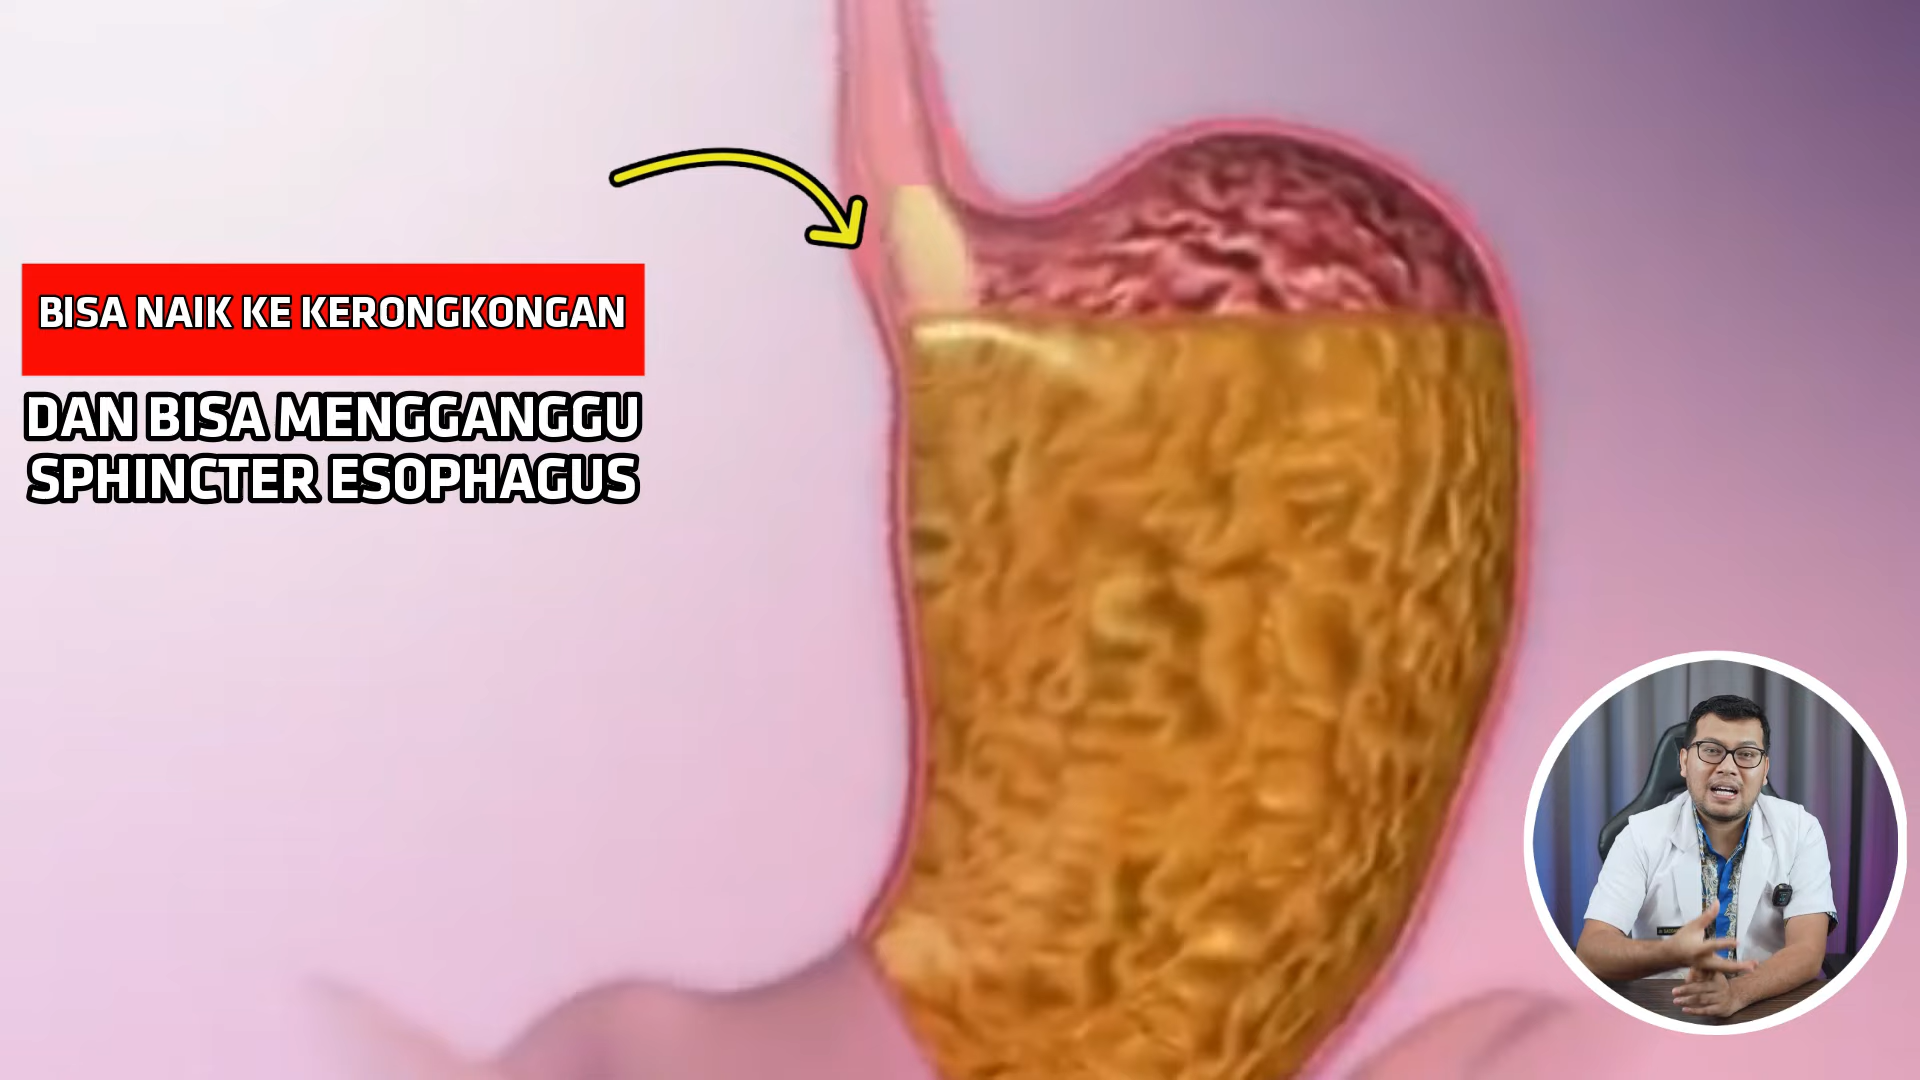 BISA NAIK KE KERONGKONGAN
DAN BISA MENGGANGGU
SPHINCTER ESOPHAGUS